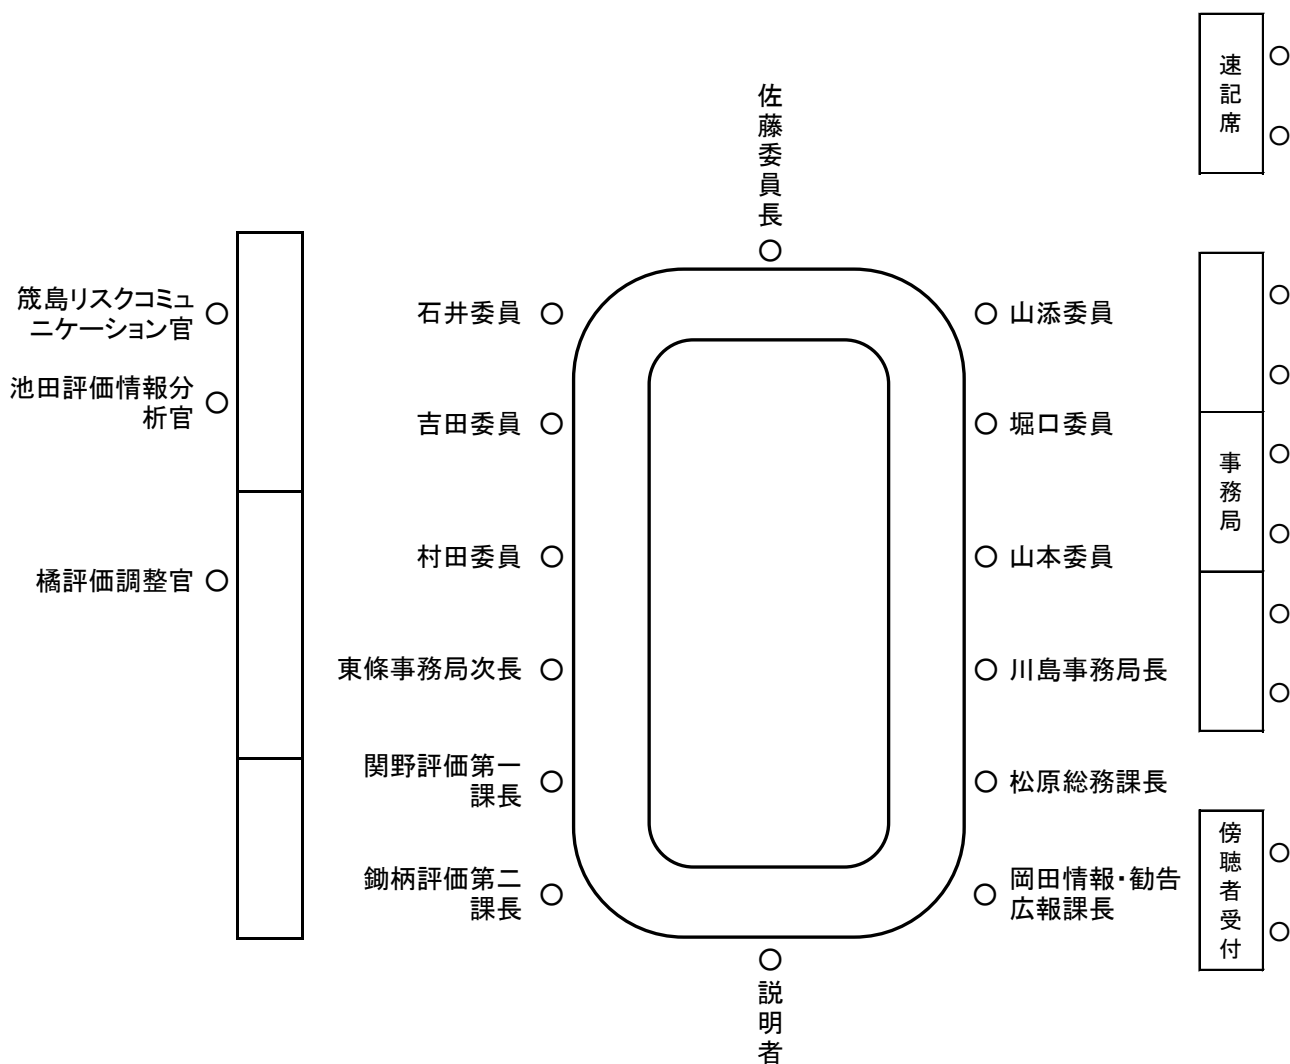 速記席
佐藤委員長
筬島リスクコミュ
ニケーション官
石井委員
山添委員
池田評価情報分
析官
吉田委員
堀口委員
事務局
橘評価調整官
村田委員
山本委員
東條事務局次長
川島事務局長
関野評価第一
課長
松原総務課長
鋤柄評価第二
課長
岡田情報・勧告
広報課長
傍聴者受付
説明者